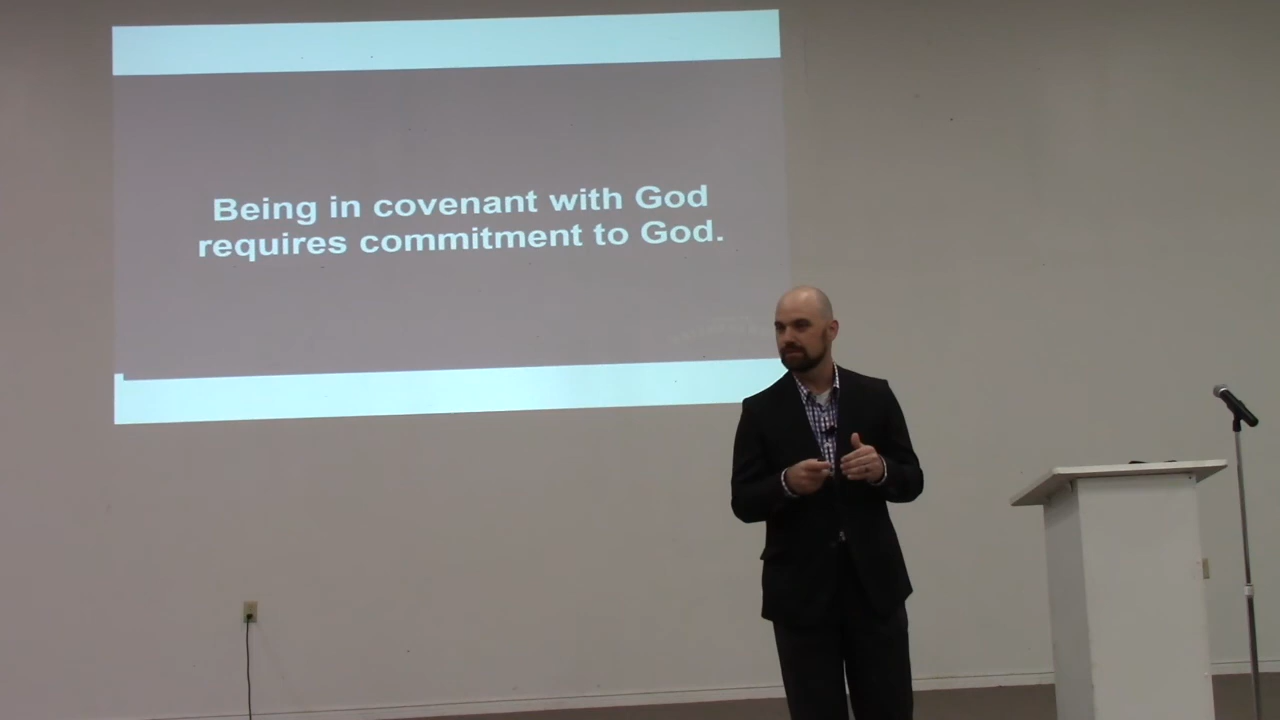 Being in covenant with God
requires commitment to God.